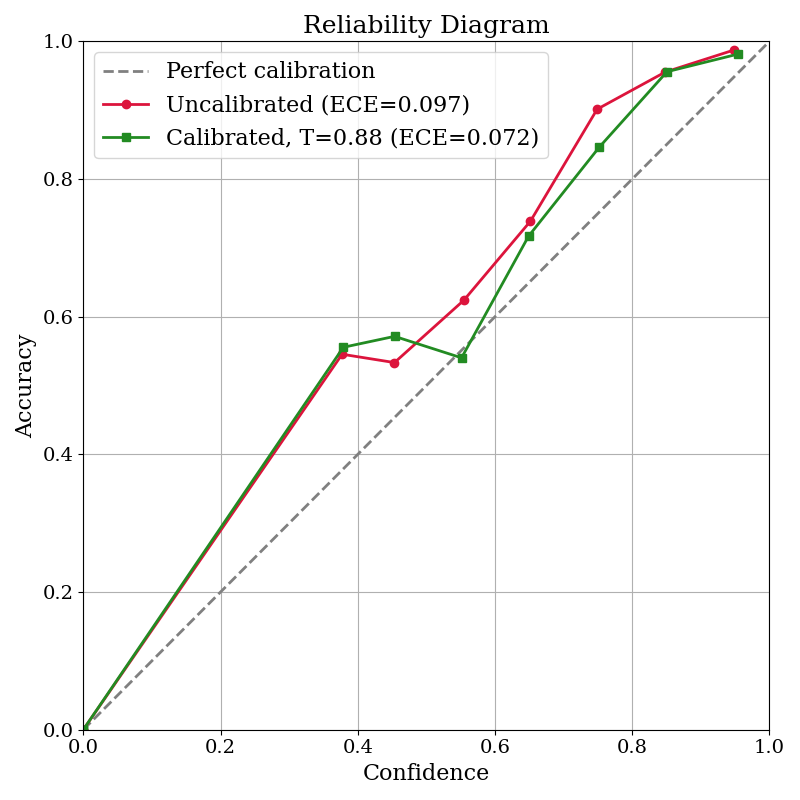 Reliability Diagram
Perfect calibration
Uncalibrated (ECE=0.097)
Calibrated, T=0.88 (ECE=0.072)
1.0
0.8
0.6
0.4
0.2
0.0
Accuracy
0.0 0.2 0.4 0.6 0.8 1.0
Confidence